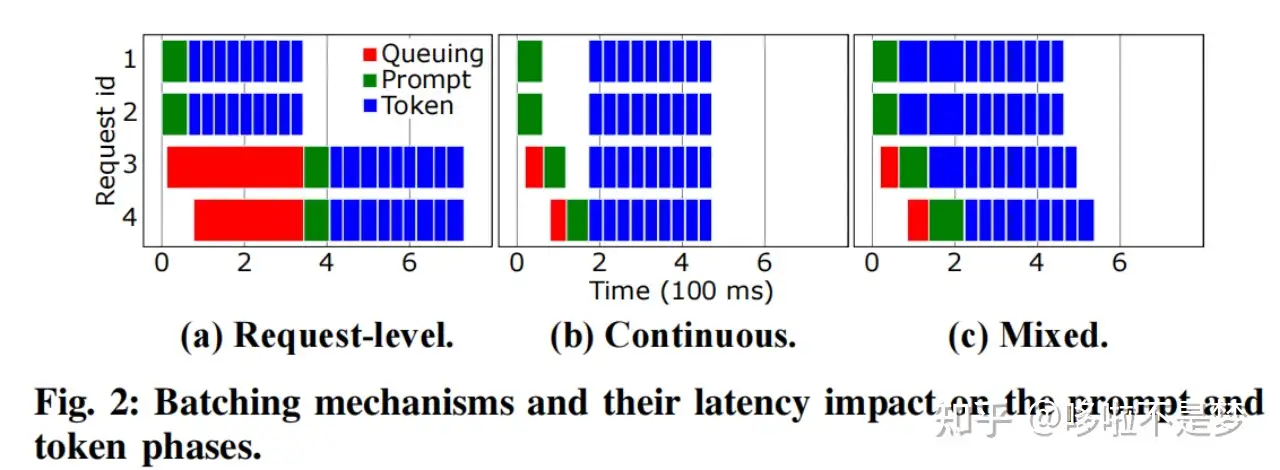 Request id
1
2
3
4
Queuing
Prompt
Token
0 2 4 6
0 2 4 6
0 2 4 6
Time (100 ms)
(a) Request-level.
(b) Continuous.
(c) Mixed.
Fig. 2: Batching mechanisms and their latency impact on the prompt and
token phases.
知乎 @哆啦不是梦